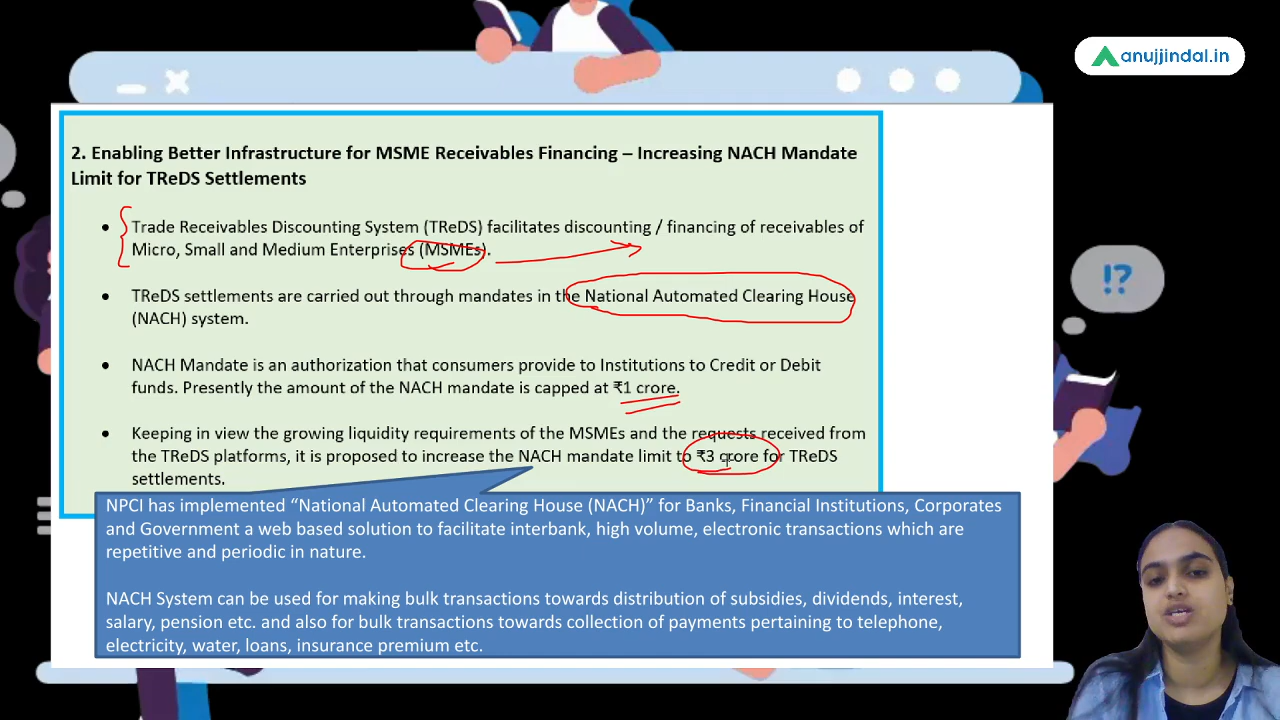 anujjindal.in
2. Enabling Better Infrastructure for MSME Receivables Financing – Increasing NACH Mandate
Limit for TReDS Settlements
• Trade Receivables Discounting System (TReDS) facilitates discounting / financing of receivables of
Micro, Small and Medium Enterprises (MSMEs).
• TReDS settlements are carried out through mandates in the National Automated Clearing House
(NACH) system.
• NACH Mandate is an authorization that consumers provide to Institutions to Credit or Debit
funds. Presently the amount of the NACH mandate is capped at ₹1 crore.
• Keeping in view the growing liquidity requirements of the MSMEs and the requests received from
the TReDS platforms, it is proposed to increase the NACH mandate limit to ₹3 crore for TReDS
settlements.
NPCI has implemented “National Automated Clearing House (NACH)” for Banks, Financial Institutions, Corporates
and Government a web based solution to facilitate interbank, high volume, electronic transactions which are
repetitive and periodic in nature.
NACH System can be used for making bulk transactions towards distribution of subsidies, dividends, interest,
salary, pension etc. and also for bulk transactions towards collection of payments pertaining to telephone,
electricity, water, loans, insurance premium etc.
!?